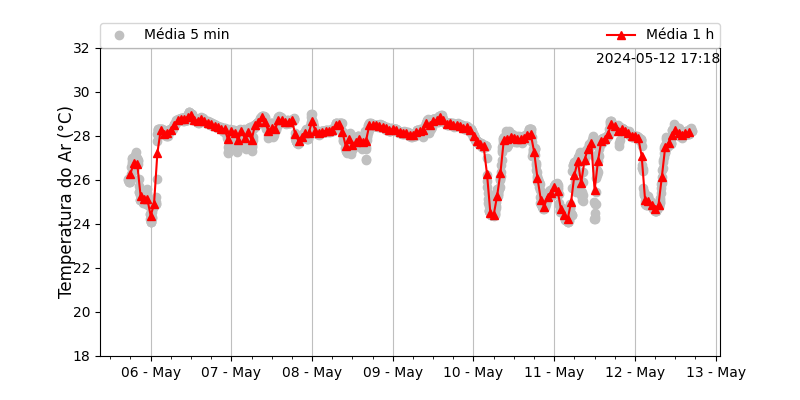 Média 5 min
Média 1 h
2024-05-12 17:18
Temperatura do Ar (°C)
32
30
28
26
24
22
20
18
06 - May
07 - May
08 - May
09 - May
10 - May
11 - May
12 - May
13 - May